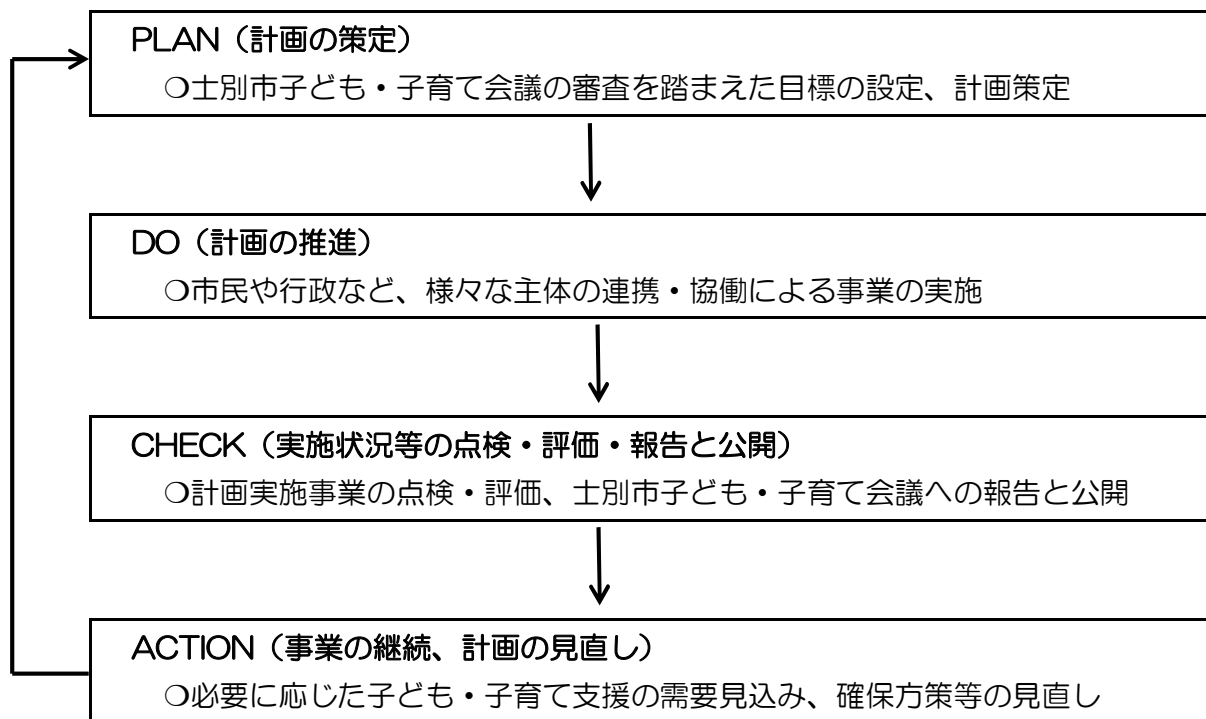 PLAN（計画の策定）
○士別市子ども・子育て会議の審査を踏まえた目標の設定、計画策定
DO（計画の推進）
○市民や行政など、様々な主体の連携・協働による事業の実施
CHECK（実施状況等の点検・評価・報告と公開）
○計画実施事業の点検・評価、士別市子ども・子育て会議への報告と公開
ACTION（事業の継続、計画の見直し）
○必要に応じた子ども・子育て支援の需要見込み、確保方策等の見直し